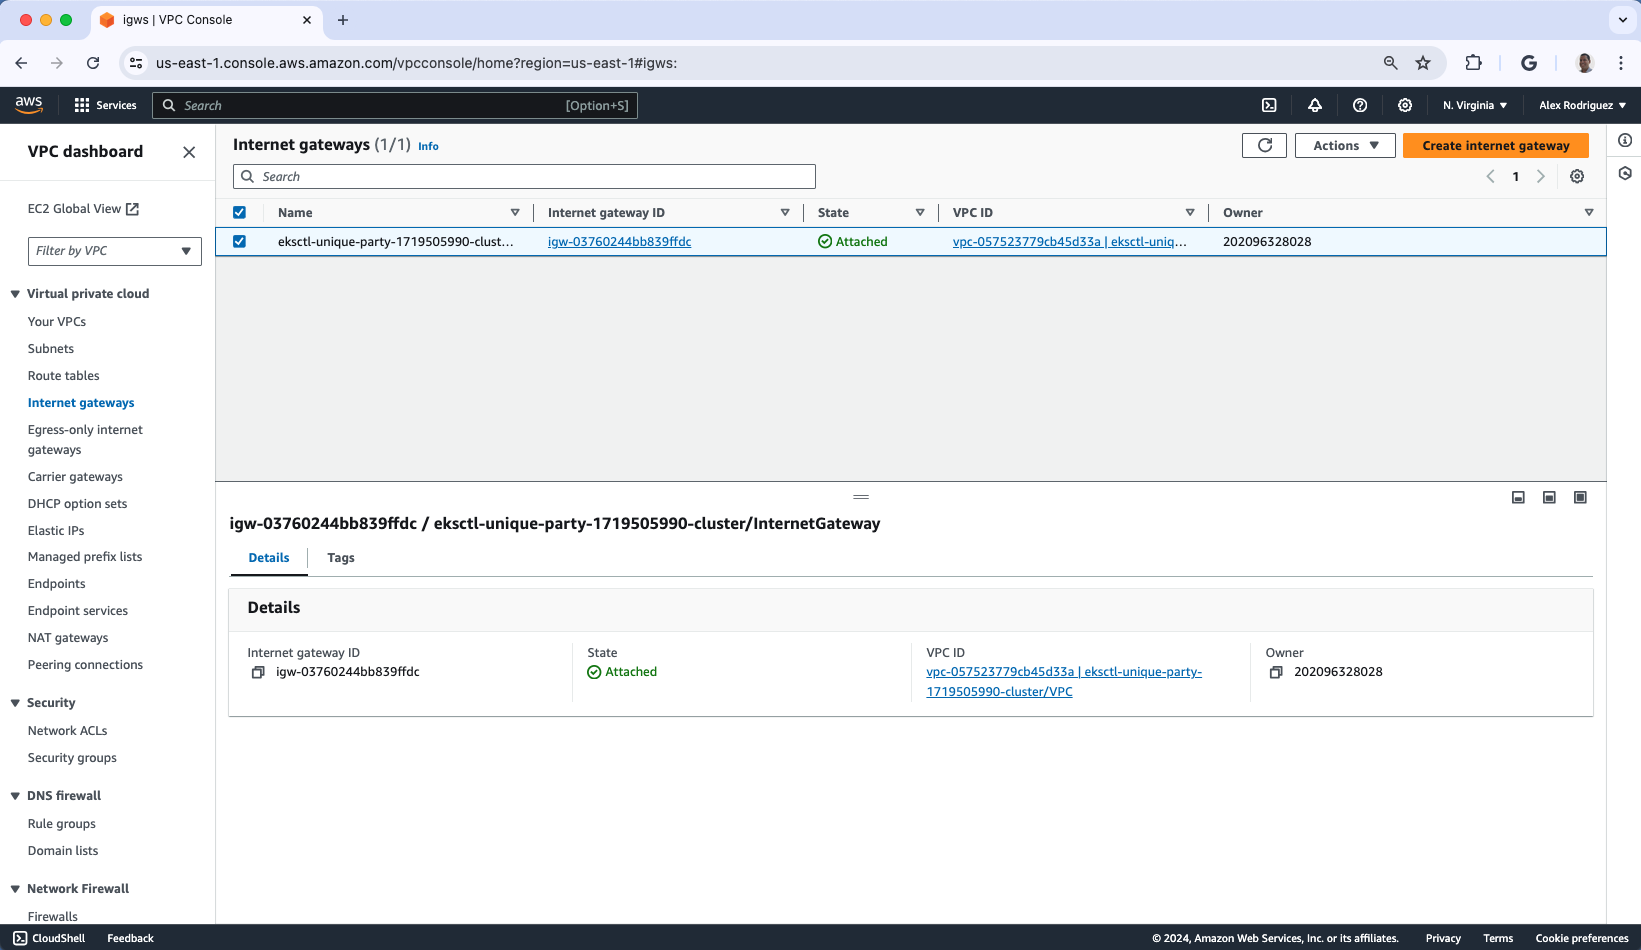 igws | VPC Console
us-east-1.console.aws.amazon.com/vpcconsole/home?region=us-east-1#igws:
aws
Services
Search
[Option+S]
N. Virginia
Alex Rodriguez
VPC dashboard
EC2 Global View
Filter by VPC
Virtual private cloud
Your VPCs
Subnets
Route tables
Internet gateways
Egress-only internet
gateways
Carrier gateways
DHCP option sets
Elastic IPs
Managed prefix lists
Endpoints
Endpoint services
NAT gateways
Peering connections
Security
Network ACLs
Security groups
DNS firewall
Rule groups
Domain lists
Network Firewall
Firewalls
Internet gateways (1/1) Info
Actions
Create internet gateway
Search
1
Name
Internet gateway ID
State
VPC ID
Owner
eksctl-unique-party-1719505990-clust...
igw-03760244bb839ffdc
Attached
vpc-057523779cb45d33a | eksctl-uniq...
202096328028
igw-03760244bb839ffdc / eksctl-unique-party-1719505990-cluster/InternetGateway
Details
Tags
Details
Internet gateway ID
igw-03760244bb839ffdc
State
Attached
VPC ID
vpc-057523779cb45d33a | eksctl-unique-party-
1719505990-cluster/VPC
Owner
202096328028
CloudShell
Feedback
© 2024, Amazon Web Services, Inc. or its affiliates.
Privacy
Terms
Cookie preferences